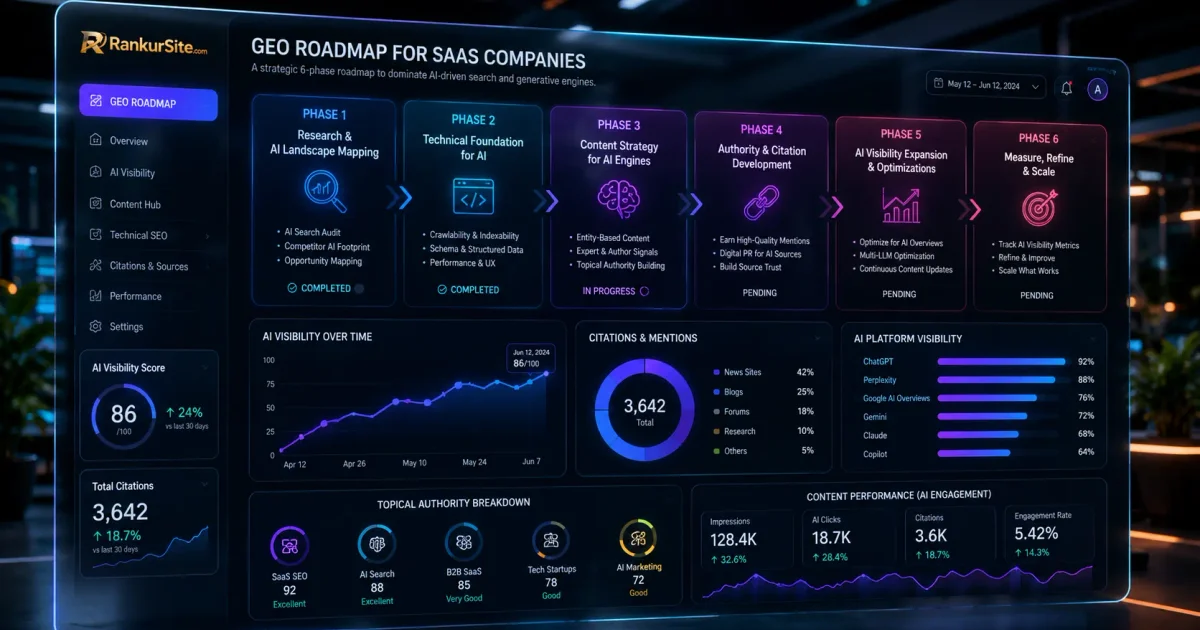 RankurSite.com
GEO ROADMAP FOR SAAS COMPANIES
A strategic 6-phase roadmap to dominate AI-driven search and generative engines.
May 12 – Jun 12, 2024
A
GEO ROADMAP
Overview
AI Visibility
Content Hub
Technical SEO
Citations & Sources
Performance
Settings
AI Visibility Score
86
/100
↑ 24%
vs last 30 days
Total Citations
3,642
↑ 18.7%
vs last 30 days
PHASE 1
Research &
AI Landscape Mapping
• AI Search Audit
• Competitor AI Footprint
• Opportunity Mapping
COMPLETED
PHASE 2
Technical Foundation
for AI
</>
• Crawlability & Indexability
• Schema & Structured Data
• Performance & UX
COMPLETED
PHASE 3
Content Strategy
for AI Engines
• Entity-Based Content
• Expert & Author Signals
• Topical Authority Building
IN PROGRESS
PHASE 4
Authority & Citation
Development
• Earn High-Quality Mentions
• Digital PR for AI Sources
• Build Source Trust
PENDING
PHASE 5
AI Visibility Expansion
& Optimizations
• Optimize for AI Overviews
• Multi-LLM Optimization
• Continuous Content Updates
PENDING
PHASE 6
Measure, Refine
& Scale
• Track AI Visibility Metrics
• Refine & Improve
• Scale What Works
PENDING
AI VISIBILITY OVER TIME
100
75
50
25
0
Apr 12
Apr 26
May 10
May 24
Jun 7
Jun 12, 2024
86/100
CITATIONS & MENTIONS
3,642
Total
News Sites 42%
Blogs 25%
Forums 18%
Research 10%
Others 5%
AI PLATFORM VISIBILITY
ChatGPT 92%
Perplexity 88%
Google AI Overviews 76%
Gemini 72%
Claude 68%
Copilot 64%
TOPICAL AUTHORITY BREAKDOWN
SaaS SEO
92
Excellent
AI Search
88
Excellent
B2B SaaS
85
Very Good
Tech Startups
78
Good
AI Marketing
72
Good
CONTENT PERFORMANCE (AI ENGAGEMENT)
Impressions
128.4K
↑ 32.6%
AI Clicks
18.7K
↑ 28.4%
Citations
3.6K
↑ 18.7%
Engagement Rate
5.42%
↑ 14.3%